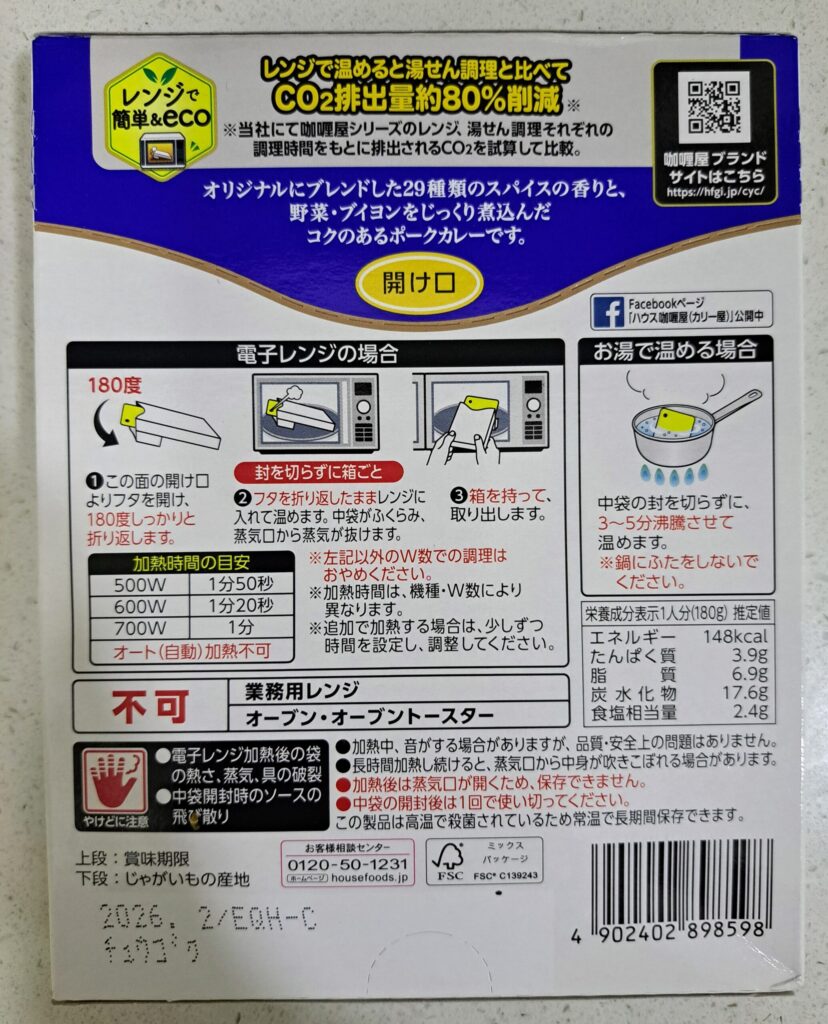 レンジで
簡単&eco
レンジで温めると湯せん調理と比べて
CO2排出量約80%削減※
※当社にて咖喱屋シリーズのレンジ、湯せん調理それぞれの
調理時間をもとに排出されるCO2を試算して比較。
咖喱屋ブランド
サイトはこちら
https://hfgi.jp/cyc/
オリジナルにブレンドした29種類のスパイスの香りと、
野菜・ブイヨンをじっくり煮込んだ
コクのあるポークカレーです。
開け口
Facebookページ
「ハウス咖喱屋(カリー屋)」公開中
電子レンジの場合
180度
❶この面の開け口
よりフタを開け、
180度しっかりと
折り返します。
封を切らずに箱ごと
❷フタを折り返したままレンジに
入れて温めます。中袋がふくらみ、
蒸気口から蒸気が抜けます。
❸箱を持って、
取り出します。
加熱時間の目安
500W 1分50秒
600W 1分20秒
700W 1分
オート(自動)加熱不可
※左記以外のW数での調理は
おやめください。
※加熱時間は、機種・W数により
異なります。
※追加で加熱する場合は、少しずつ
時間を設定し、調整してください。
お湯で温める場合
中袋の封を切らずに、
3〜5分沸騰させて
温めます。
※鍋にふたをしないで
ください。
不可
業務用レンジ
オーブン・オーブントースター
栄養成分表示1人分(180g)推定値
エネルギー 148kcal
たんぱく質 3.9g
脂質 6.9g
炭水化物 17.6g
食塩相当量 2.4g
やけどに注意
●電子レンジ加熱後の袋
の熱さ、蒸気、具の破裂
●中袋開封時のソースの
飛び散り
●加熱中、音がする場合がありますが、品質・安全上の問題はありません。
●長時間加熱し続けると、蒸気口から中身が吹きこぼれる場合があります。
●加熱後は蒸気口が開くため、保存できません。
●中袋の開封後は1回で使い切ってください。
この製品は高温で殺菌されているため常温で長期間保存できます。
上段:賞味期限
下段:じゃがいもの産地
お客様相談センター
0120-50-1231
ホームページ housefoods.jp
FSC
ミックス
パッケージ
FSC® C139243
2026. 2/EQH-C
チュウゴク
4 902402 898598